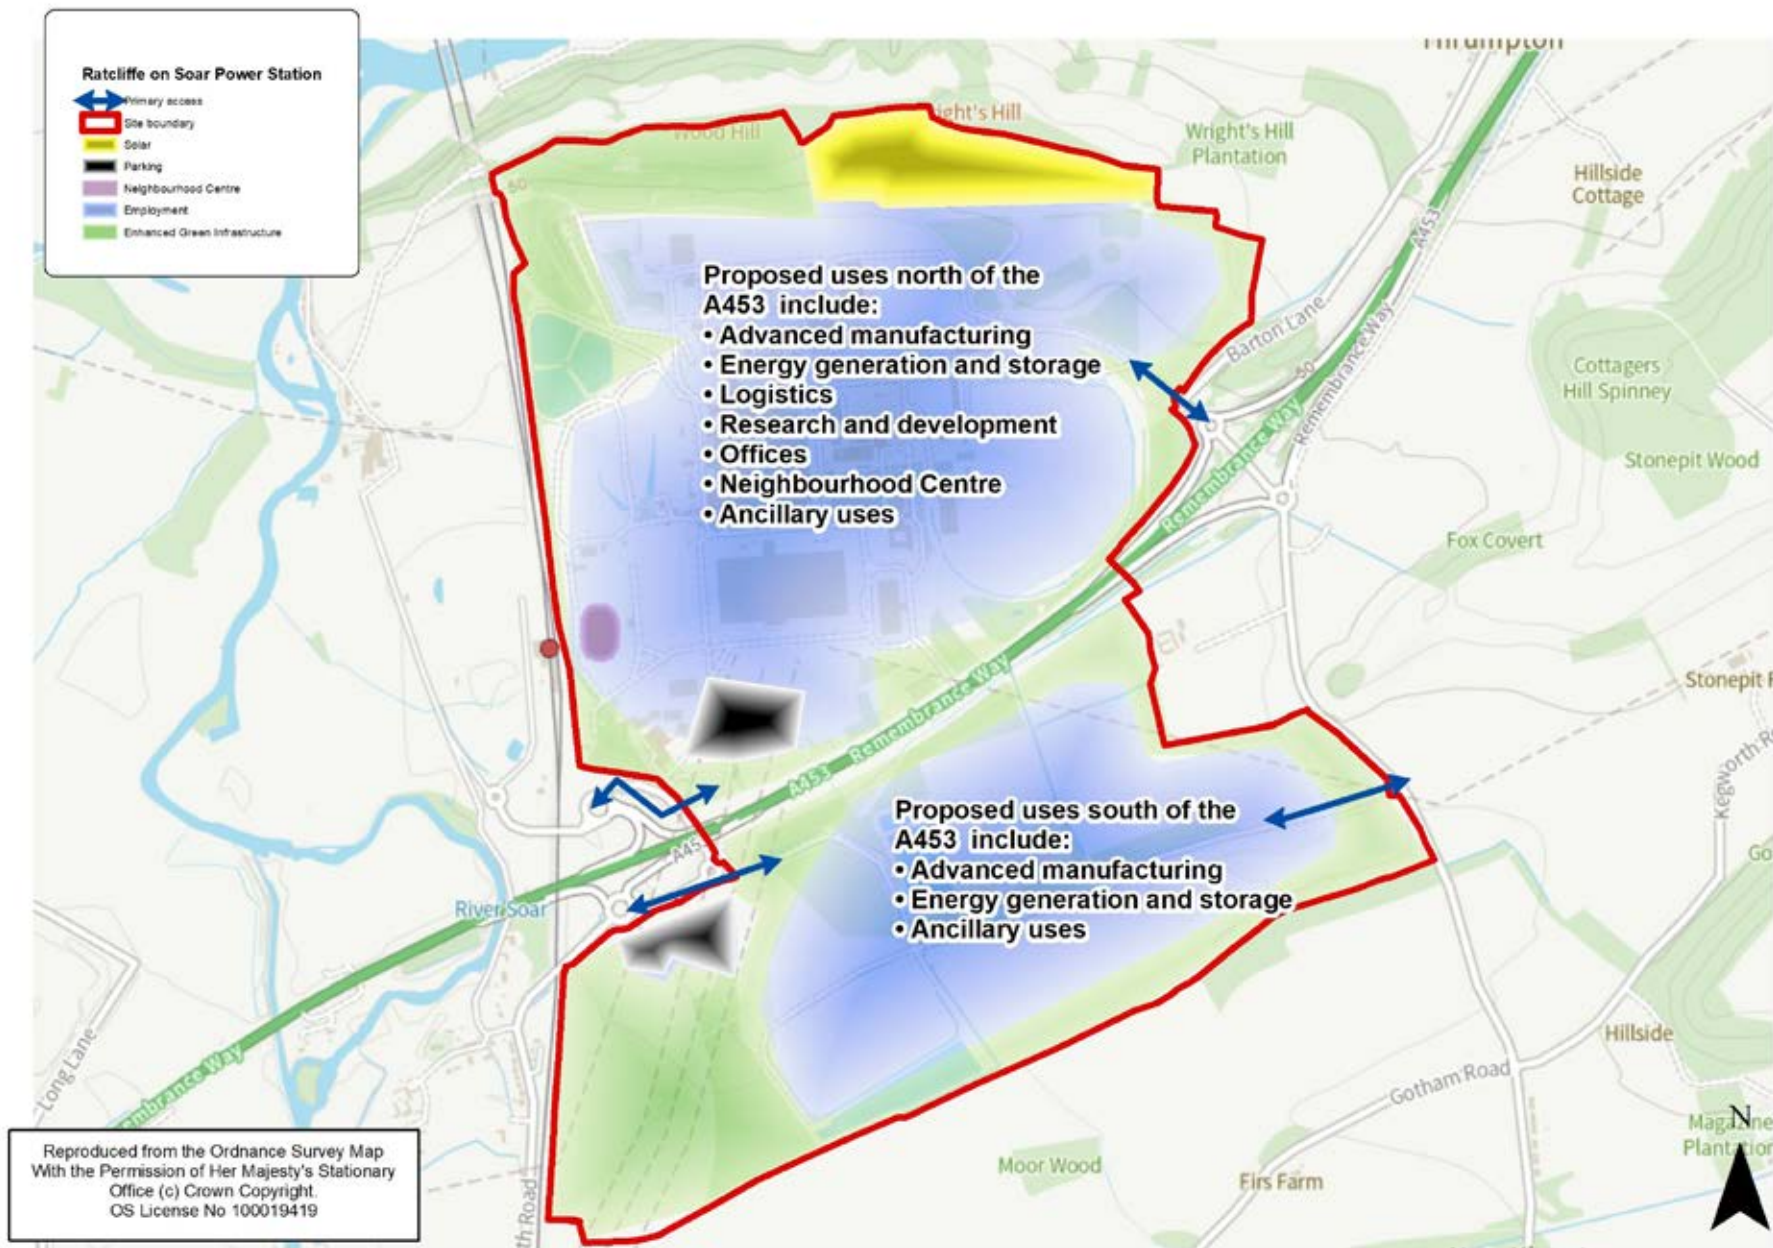 Ratcliffe on Soar Power Station
Primary access
Site boundary
Solar
Parking
Neighbourhood Centre
Employment
Enhanced Green Infrastructure
Wood Hill
Wright's Hill
Plantation
Hillside
Cottage
A453
50
Barton Lane
50
Remembrance Way
Remembrance Way
Cottagers
Hill Spinney
Stonepit Wood
Fox Covert
Proposed uses north of the
A453 include:
• Advanced manufacturing
• Energy generation and storage
• Logistics
• Research and development
• Offices
• Neighbourhood Centre
• Ancillary uses
A453 Remembrance Way
Kegworth
Proposed uses south of the
A453 include:
• Advanced manufacturing
• Energy generation and storage
• Ancillary uses
River Soar
Long Lane
Hillside
Gotham Road
Moor Wood
Firs Farm
N
Reproduced from the Ordnance Survey Map
With the Permission of Her Majesty's Stationary
Office (c) Crown Copyright.
OS License No 100019419